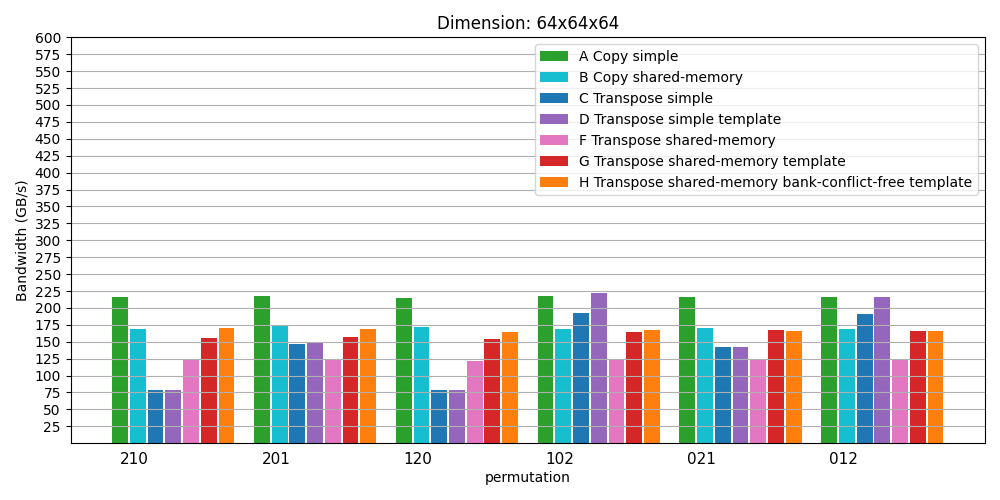 Dimension: 64x64x64
600
575
550
525
500
475
450
425
400
375
350
325
300
275
250
225
200
175
150
125
100
75
50
25
Bandwidth (GB/s)
A Copy simple
B Copy shared-memory
C Transpose simple
D Transpose simple template
F Transpose shared-memory
G Transpose shared-memory template
H Transpose shared-memory bank-conflict-free template
210 201 120 102 021 012
permutation